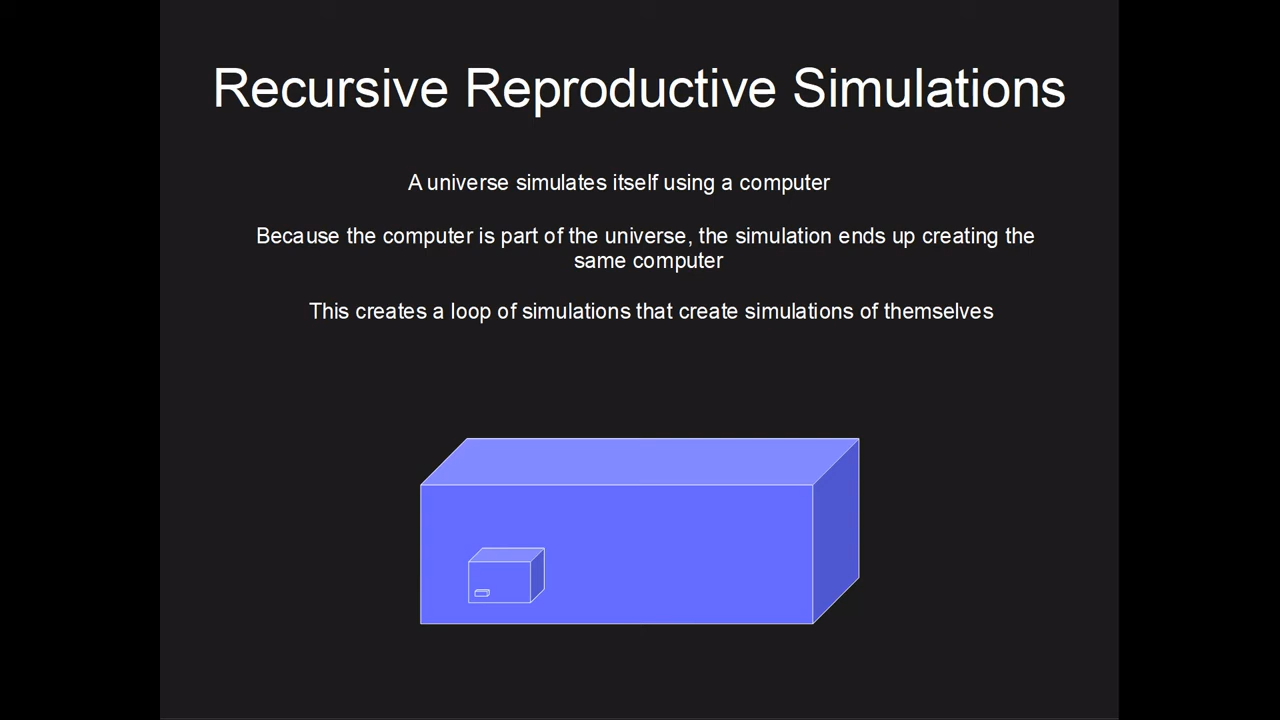 Recursive Reproductive Simulations
A universe simulates itself using a computer
Because the computer is part of the universe, the simulation ends up creating the
same computer
This creates a loop of simulations that create simulations of themselves